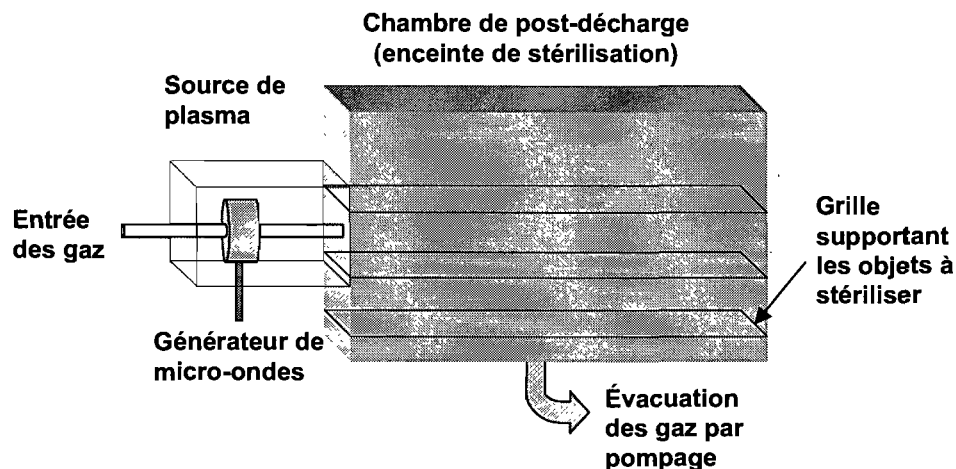 Chambre de post-décharge
(enceinte de stérilisation)
Source de
plasma
Entrée
des gaz
Grille
supportant
les objets à
stériliser
Générateur de
micro-ondes
Évacuation
des gaz par
pompage